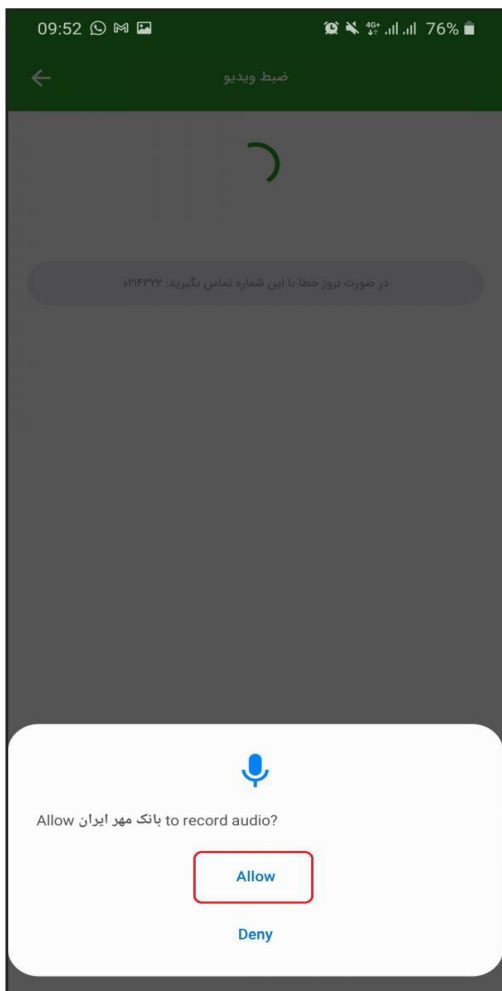 09:52 4G+ 76%
ضبط ویدیو
در صورت بروز خطا با این شماره تماس بگیرید: ۰۲۱۴۳۲۲
Allow بانک مهر ایران to record audio?
Allow
Deny